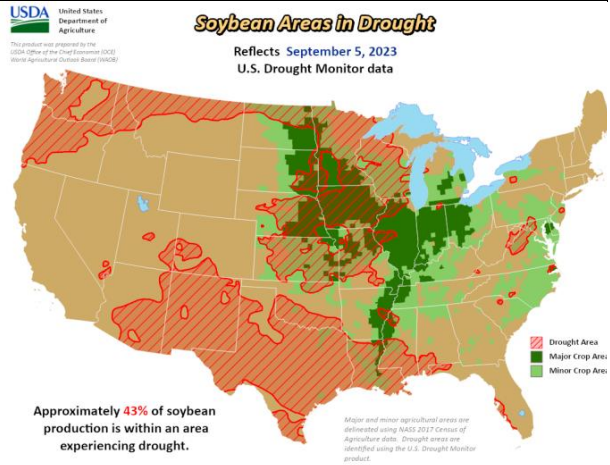 USDA
United States
Department of
Agriculture
This product was prepared by the
USDA Office of the Chief Economist (OCE)
World Agricultural Outlook Board (WAOB)
Soybean Areas in Drought
Reflects September 5, 2023
U.S. Drought Monitor data
Drought Area
Major Crop Area
Minor Crop Area
Approximately 43% of soybean
production is within an area
experiencing drought.
Major and minor agricultural areas are
delineated using NASS 2017 Census of
Agriculture data. Drought areas are
identified using the U.S. Drought Monitor
product.